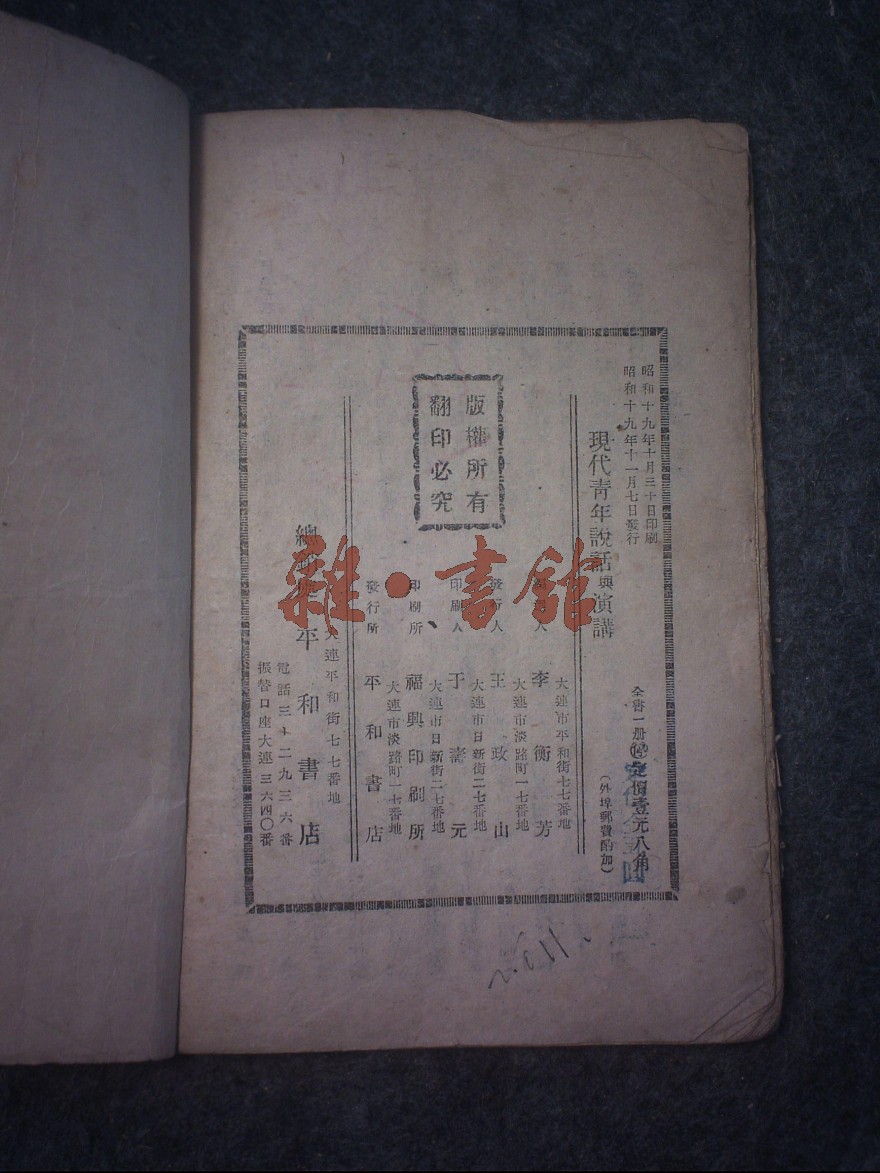 昭和十九年十月三十日印刷
昭和十九年十一月七日發行
現代青年說話與演講
全書一册㊞定價壹元八角
(外埠郵費酌加)
大連市平和街七七番地
人 李衡芳
大連市淡路町一七番地
發行人 王政山
大連市日新街二七番地
印刷人 于壽元
大連市日新街二七番地
印刷所 福興印刷所
大連市淡路町一七番地
發行所 平和書店
版權所有
翻印必究
大連平和街七七番地
總 平和書店
電話三十二九三六番
振替口座大連三六四〇番
雜·書館